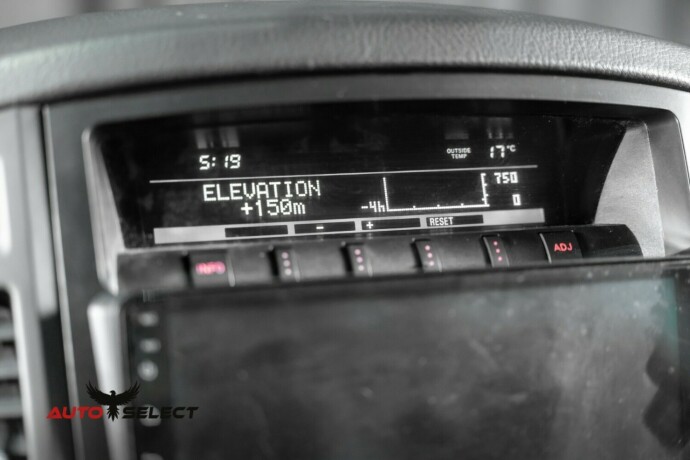 5:19
OUTSIDE
TEMP
17°C
ELEVATION
+150m
-4h
750
0
-
+
RESET
INFO
ADJ
AUTO SELECT